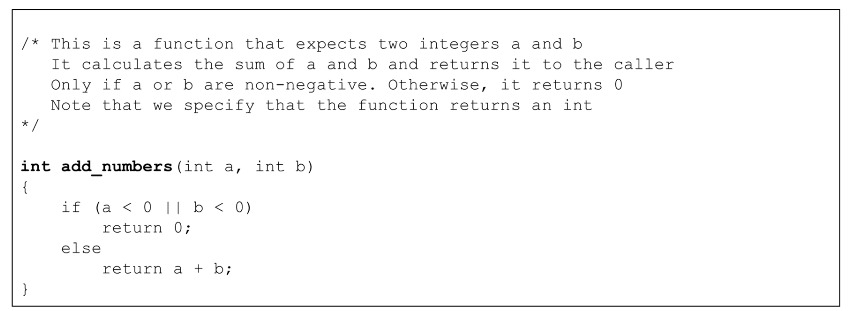 /* This is a function that expects two integers a and b
   It calculates the sum of a and b and returns it to the caller
   Only if a or b are non-negative. Otherwise, it returns 0
   Note that we specify that the function returns an int
*/

int add_numbers(int a, int b)
{
    if (a < 0 || b < 0)
        return 0;
    else
        return a + b;
}